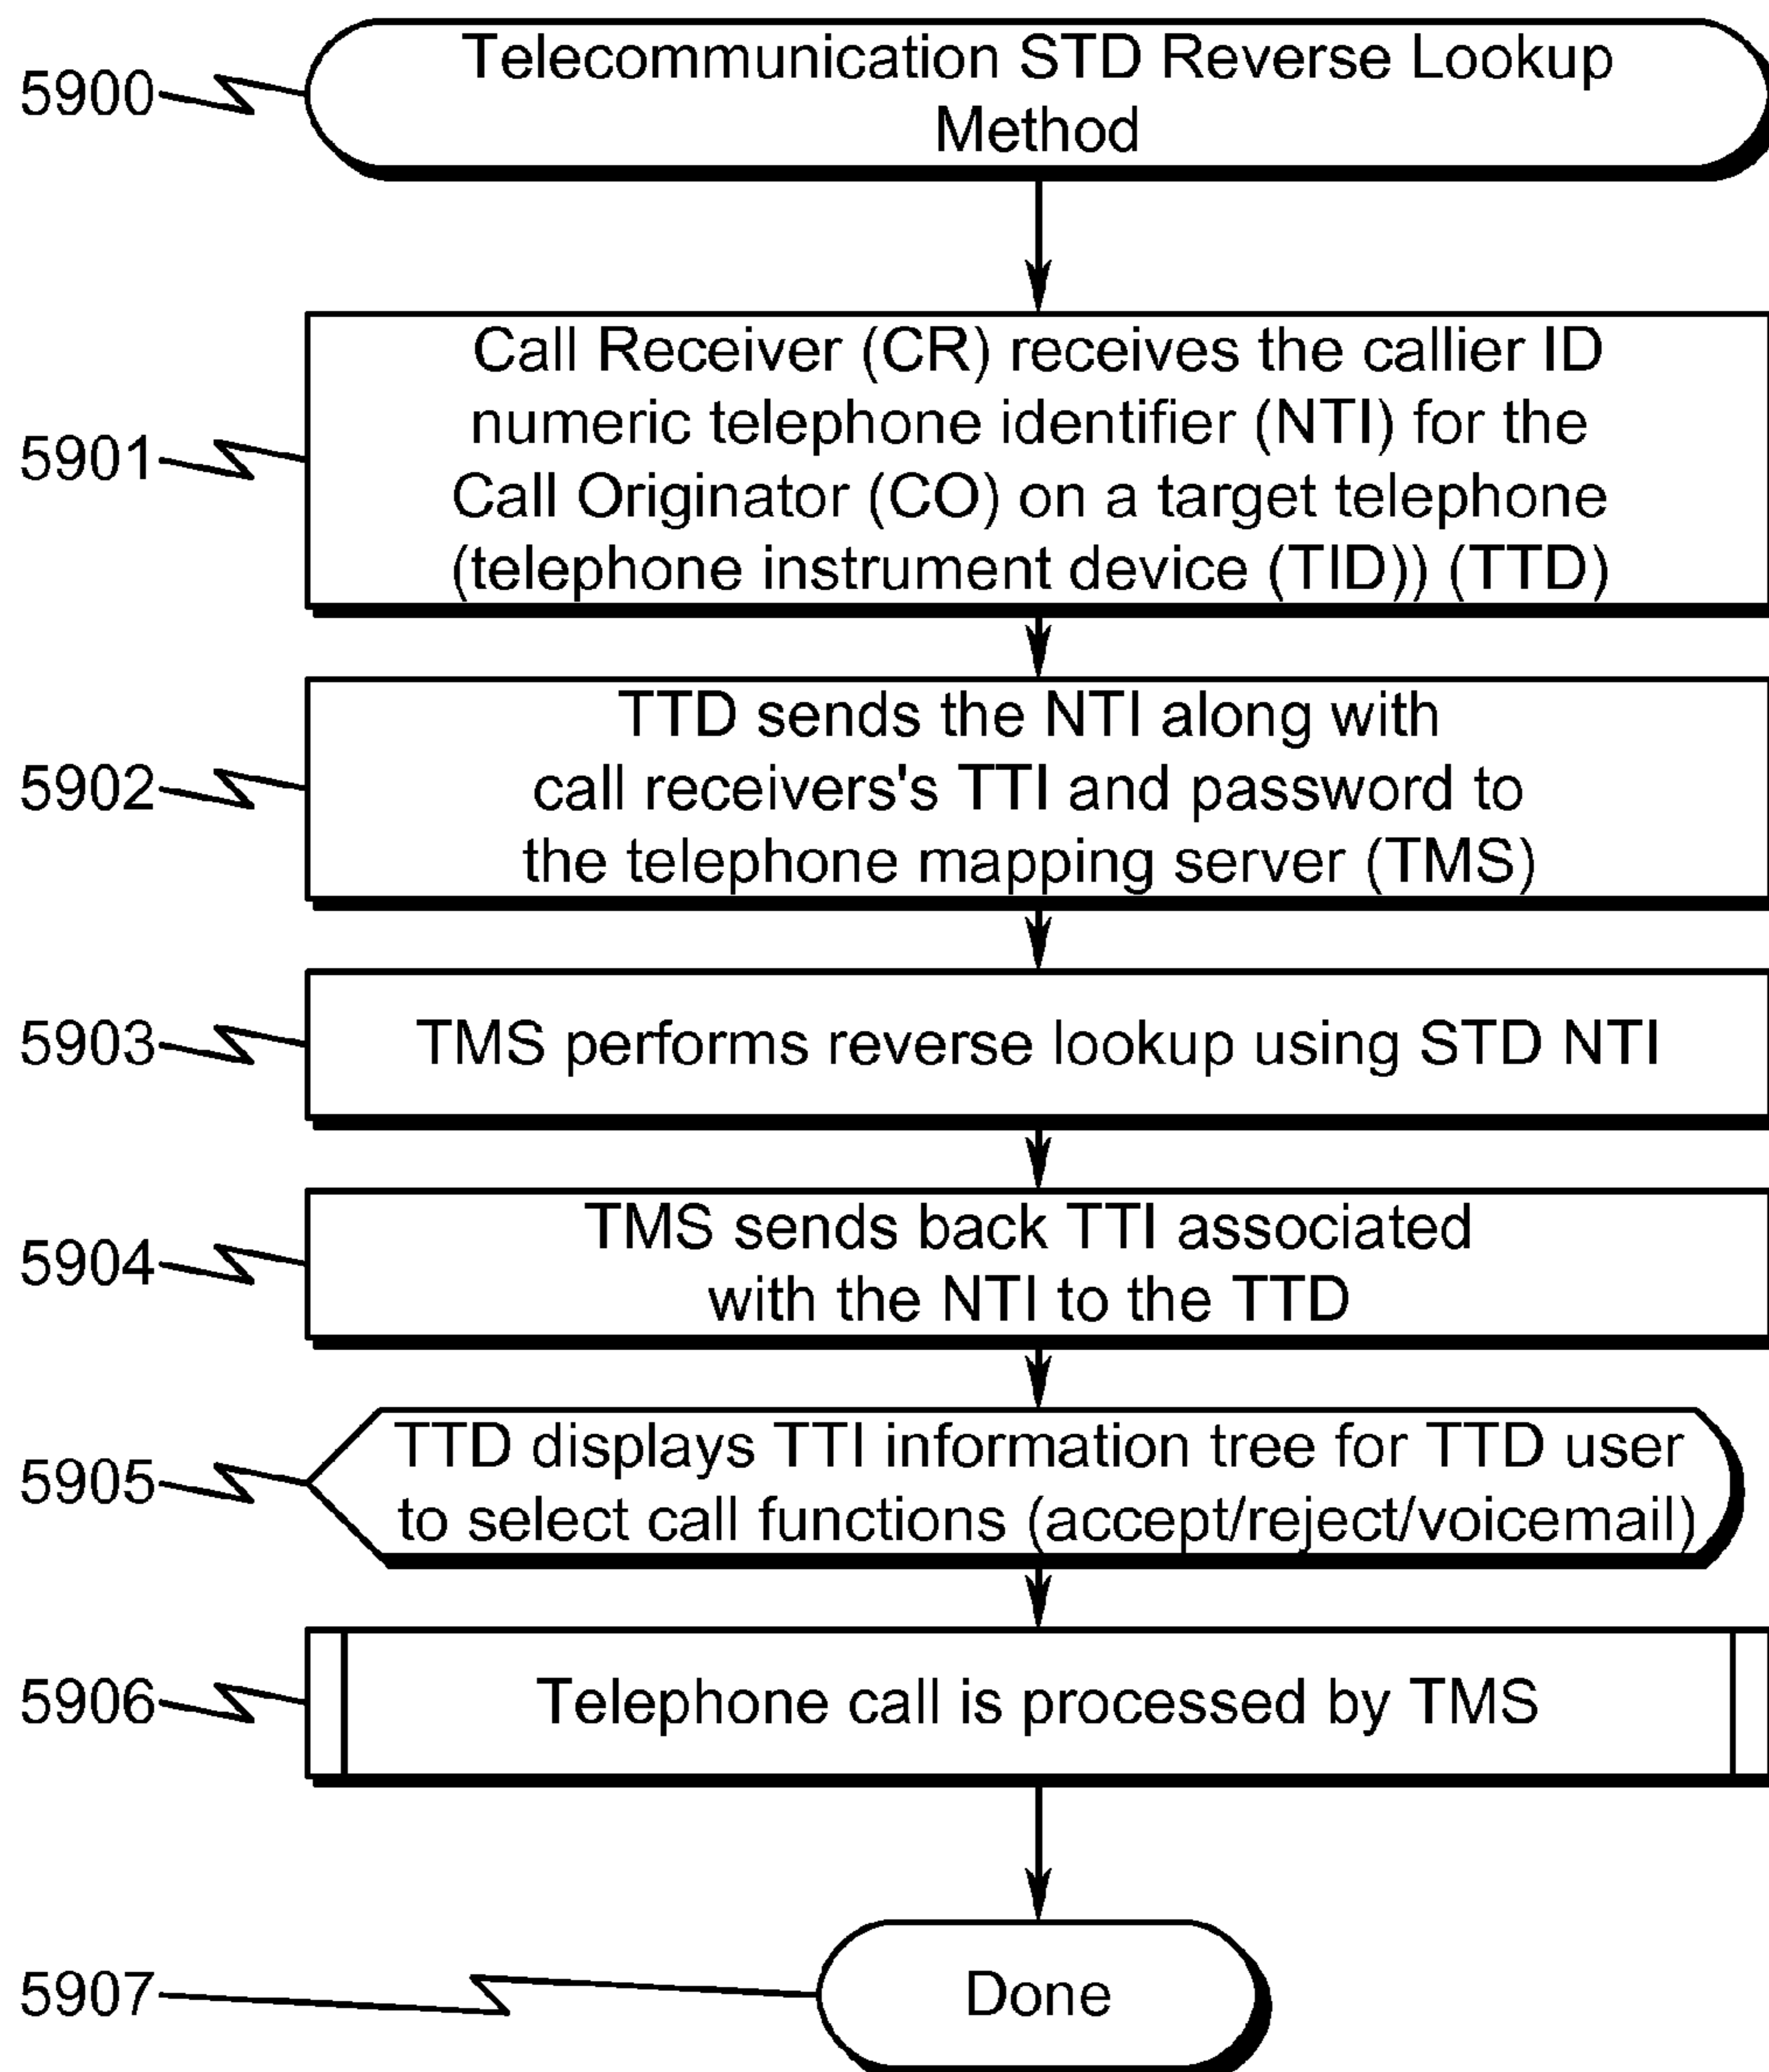 5900
Telecommunication STD Reverse Lookup
Method
5901
Call Receiver (CR) receives the callier ID
numeric telephone identifier (NTI) for the
Call Originator (CO) on a target telephone
(telephone instrument device (TID)) (TTD)
5902
TTD sends the NTI along with
call receivers's TTI and password to
the telephone mapping server (TMS)
5903
TMS performs reverse lookup using STD NTI
5904
TMS sends back TTI associated
with the NTI to the TTD
5905
TTD displays TTI information tree for TTD user
to select call functions (accept/reject/voicemail)
5906
Telephone call is processed by TMS
5907
Done